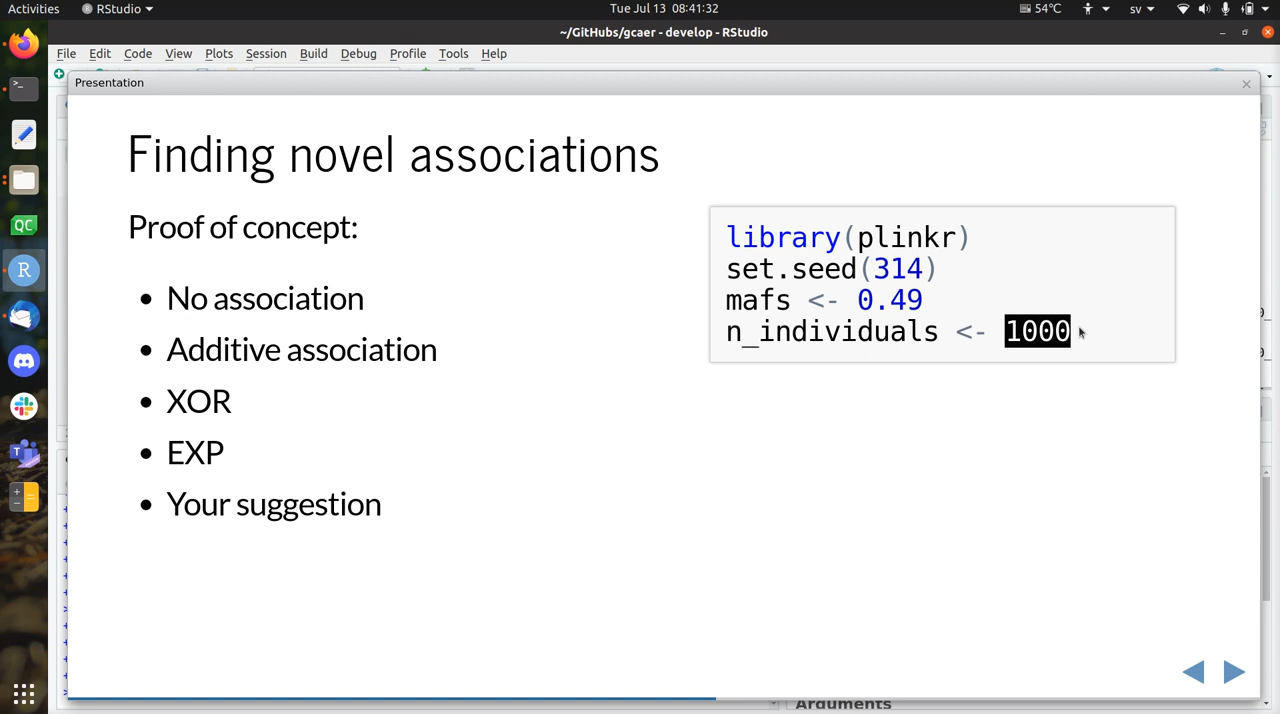 Activities
RStudio
Tue Jul 13 08:41:32
54°C
sv
~/GitHubs/gcaer - develop - RStudio
File Edit Code View Plots Session Build Debug Profile Tools Help
Presentation
Finding novel associations
Proof of concept:
• No association
• Additive association
• XOR
• EXP
• Your suggestion
library(plinkr)
set.seed(314)
mafs <- 0.49
n_individuals <- 1000
QC
R
Arguments